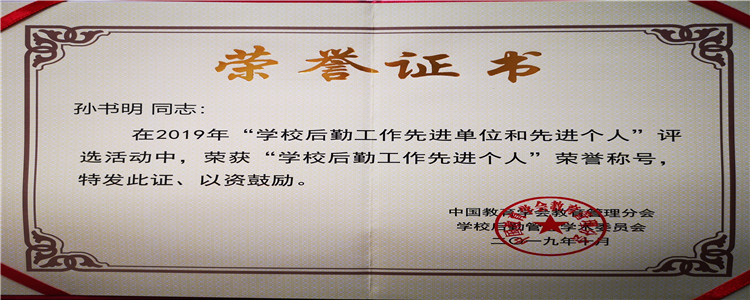 荣誉证书
孙书明 同志：
在2019年“学校后勤工作先进单位和先进个人”评
选活动中，荣获“学校后勤工作先进个人”荣誉称号，
特发此证、以资鼓励。
中国教育学会教育管理分会
学校后勤管理学术委员会
二〇一九年十月